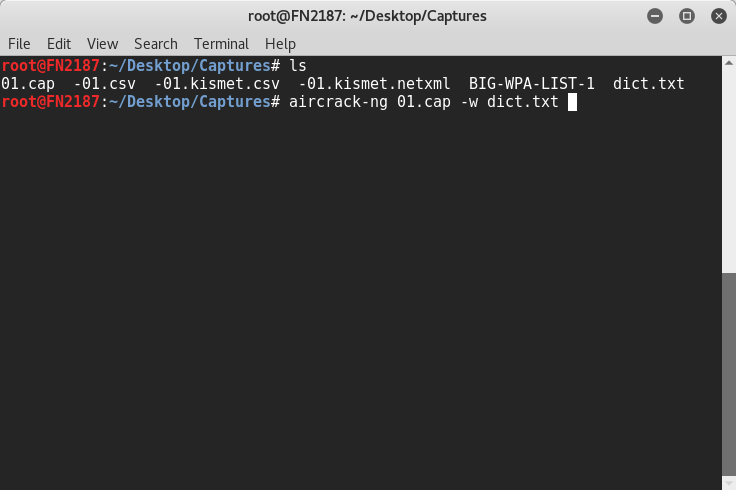 root@FN2187: ~/Desktop/Captures
File Edit View Search Terminal Help
root@FN2187:~/Desktop/Captures# ls
01.cap  -01.csv  -01.kismet.csv  -01.kismet.netxml  BIG-WPA-LIST-1  dict.txt
root@FN2187:~/Desktop/Captures# aircrack-ng 01.cap -w dict.txt